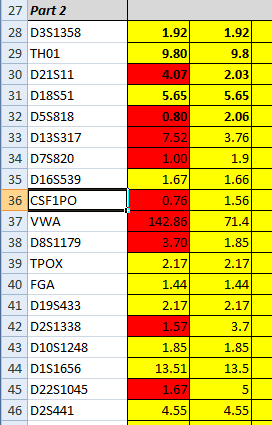 27 Part 2
28 D3S1358 1.92 1.92
29 TH01 9.80 9.8
30 D21S11 4.07 2.03
31 D18S51 5.65 5.65
32 D5S818 0.80 2.06
33 D13S317 7.52 3.76
34 D7S820 1.00 1.9
35 D16S539 1.67 1.66
36 CSF1PO 0.76 1.56
37 VWA 142.86 71.4
38 D8S1179 3.70 1.85
39 TPOX 2.17 2.17
40 FGA 1.44 1.44
41 D19S433 2.17 2.17
42 D2S1338 1.57 3.7
43 D10S1248 1.85 1.85
44 D1S1656 13.51 13.5
45 D22S1045 1.67 5
46 D2S441 4.55 4.55